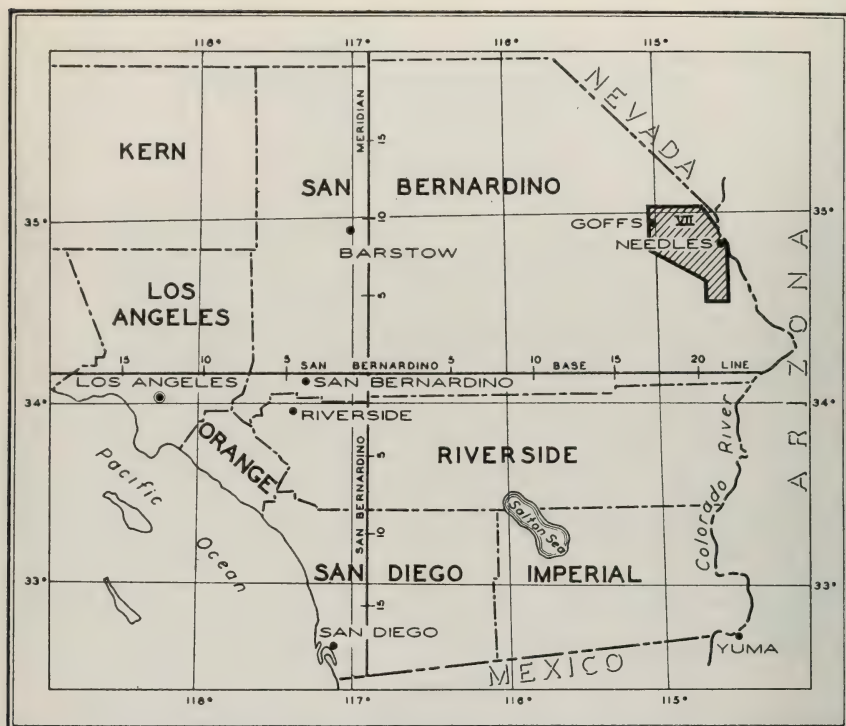 118°
117°
116°
115°
NEVADA
MERIDIAN
15
KERN
SAN BERNARDINO
35°
10
GOFFS
VII
35°
NEEDLES
BARSTOW
LOS
ANGELES
5
ARIZONA
15 10 5 SAN BERNARDINO 5 BASE 15 20 LINE
LOS ANGELES
SAN BERNARDINO
34°
34°
RIVERSIDE
ORANGE
5
RIVERSIDE
Colorado River
Pacific
Ocean
SAN BERNARDINO
10
Salton Sea
33°
SAN DIEGO
IMPERIAL
33°
15
SAN DIEGO
YUMA
MEXICO
118°
117°
116°
115°